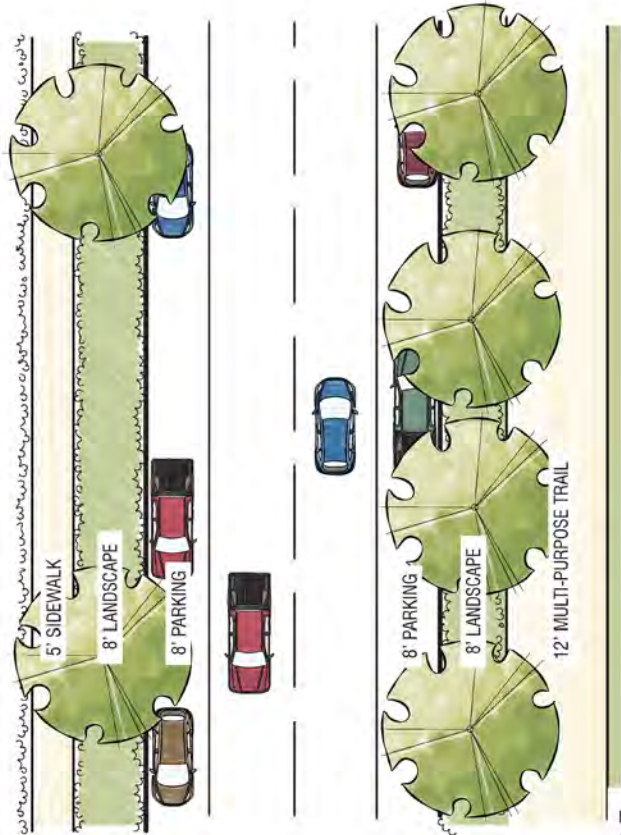 5' SIDEWALK
8' LANDSCAPE
8' PARKING
8' PARKING
8' LANDSCAPE
12' MULTI-PURPOSE TRAIL